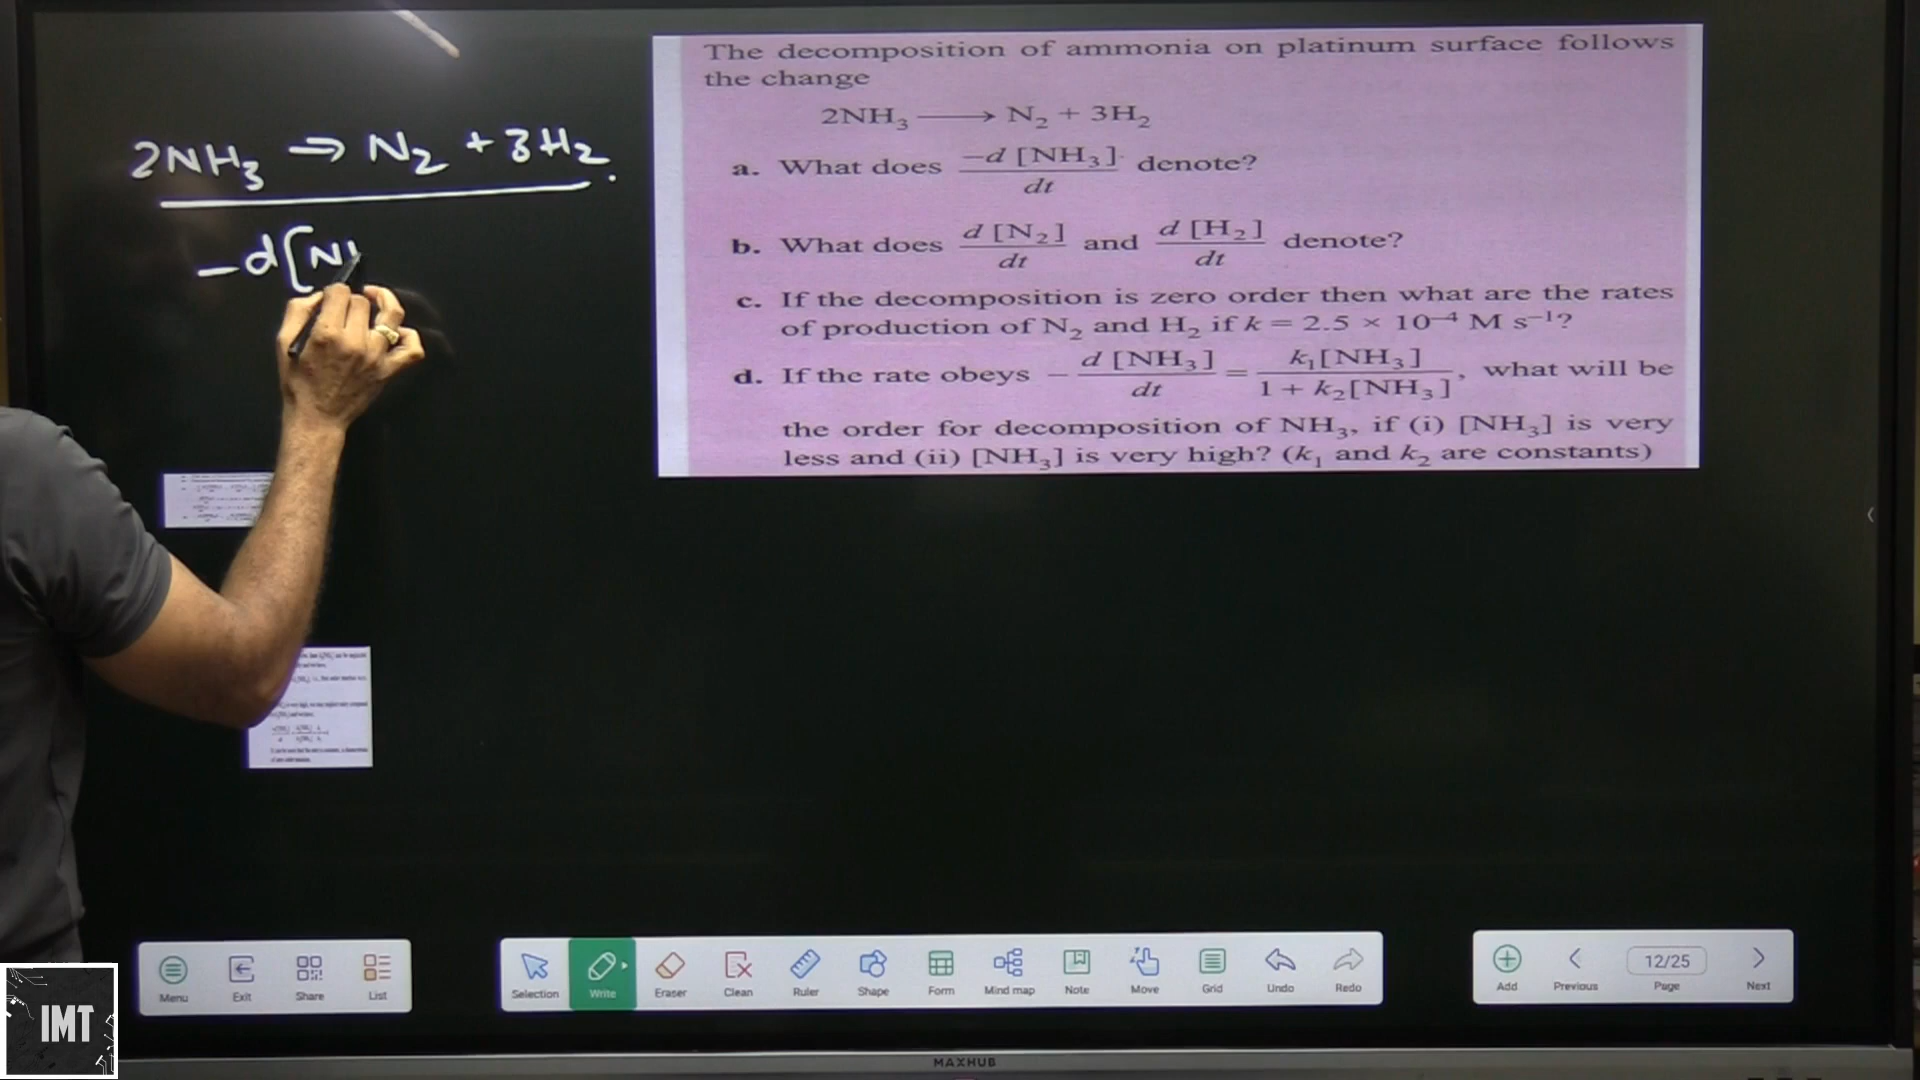 2NH3 ⇒ N2 + 3H2.
-d[N
The decomposition of ammonia on platinum surface follows
the change
2NH₃ ⟶ N₂ + 3H₂
a. What does −d [NH₃] / dt denote?
b. What does d [N₂] / dt and d [H₂] / dt denote?
c. If the decomposition is zero order then what are the rates
of production of N₂ and H₂ if k = 2.5 × 10⁻⁴ M s⁻¹?
d. If the rate obeys − d [NH₃] / dt = k₁[NH₃] / 1 + k₂[NH₃], what will be
the order for decomposition of NH₃, if (i) [NH₃] is very
less and (ii) [NH₃] is very high? (k₁ and k₂ are constants)
Menu Exit Share List
Selection Write Eraser Clean Ruler Shape Form Mind map Note Move Grid Undo Redo
12/25
Add Previous Page Next
IMT
MAXHUB